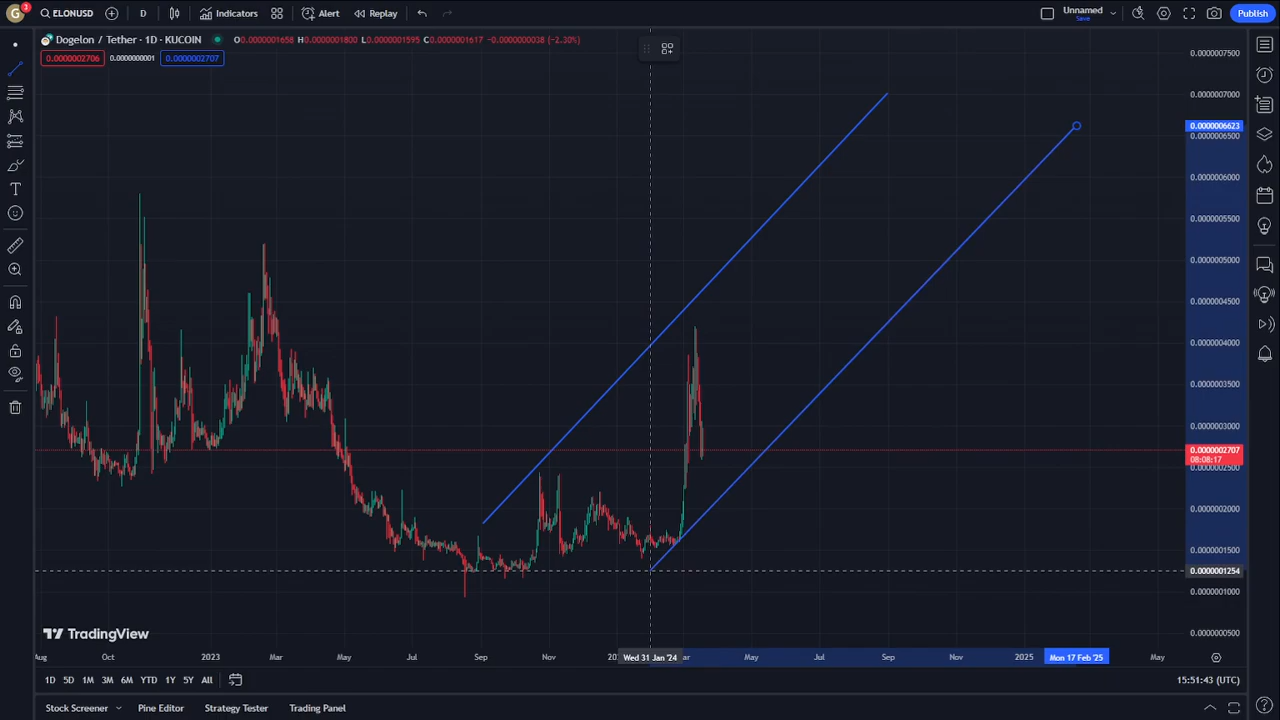 G 3 ELONUSD D Indicators Alert Replay Unnamed Save Publish
Dogelon / Tether · 1D · KUCOIN O0.0000001658 H0.0000001800 L0.0000001595 C0.0000001617 -0.0000000038 (-2.30%)
0.0000002706 0.0000000001 0.0000002707
0.0000007500
0.0000007000
0.0000006623
0.0000006500
0.0000006000
0.0000005500
0.0000005000
0.0000004500
0.0000004000
0.0000003500
0.0000003000
0.0000002707
08:08:17
0.0000002500
0.0000002000
0.0000001500
0.0000001254
0.0000001000
0.0000000500
TradingView
Aug Oct 2023 Mar May Jul Sep Nov Wed 31 Jan '24 May Jul Sep Nov 2025 Mon 17 Feb '25 May
1D 5D 1M 3M 6M YTD 1Y 5Y All 15:51:43 (UTC)
Stock Screener Pine Editor Strategy Tester Trading Panel